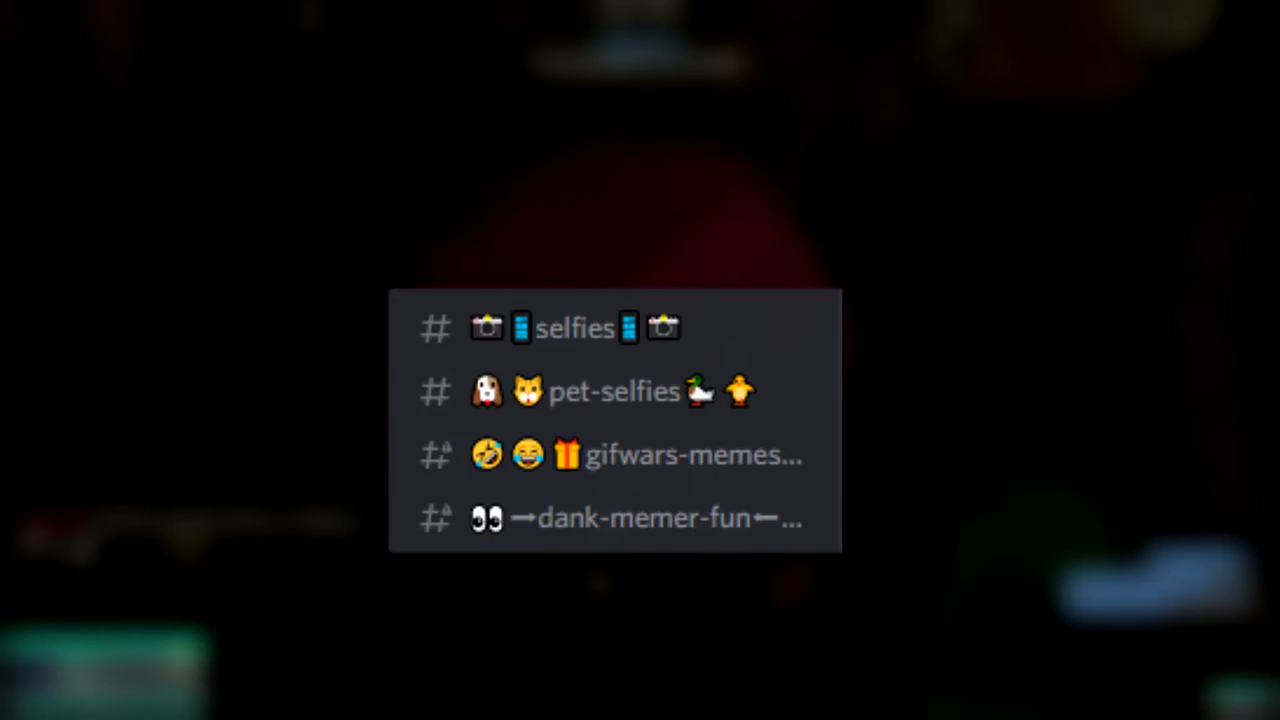 # 📷📱selfies📱📷
# 🐶🐱pet-selfies🦆🐥
# 🤣😂🎁gifwars-memes...
# 👀➞dank-memer-fun⬅...